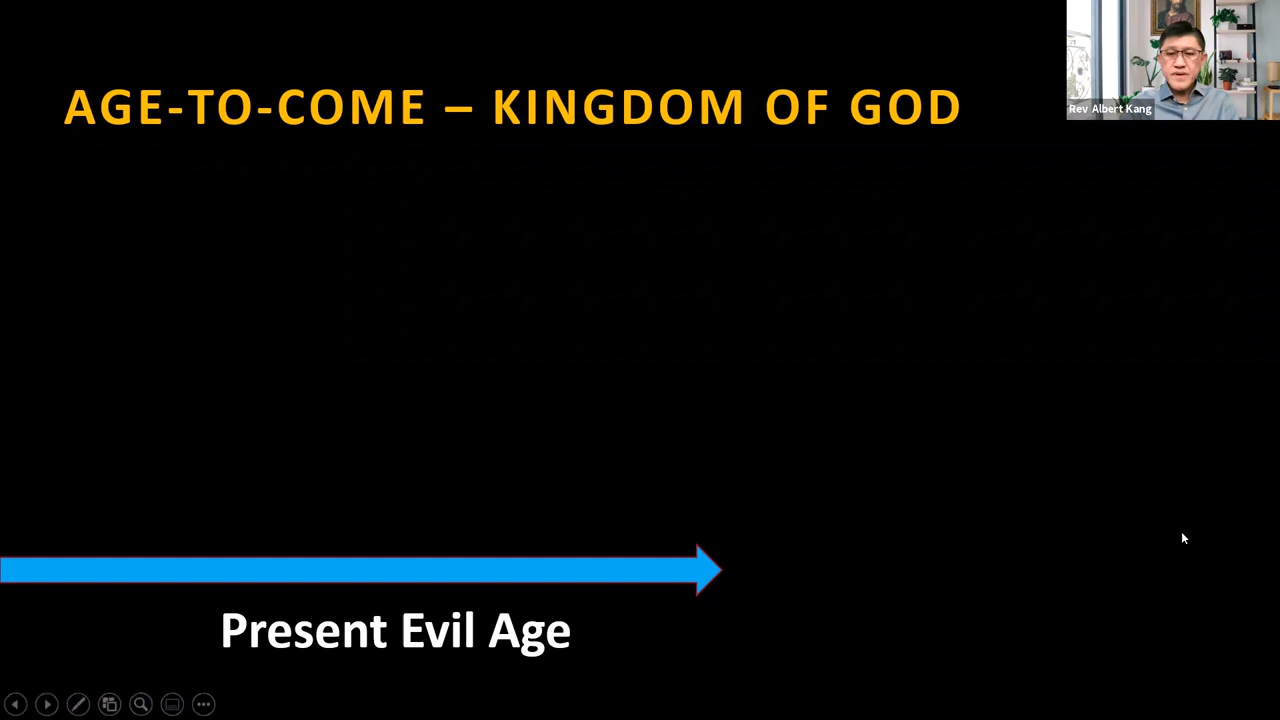 AGE-TO-COME – KINGDOM OF GOD
Rev Albert Kang
Present Evil Age